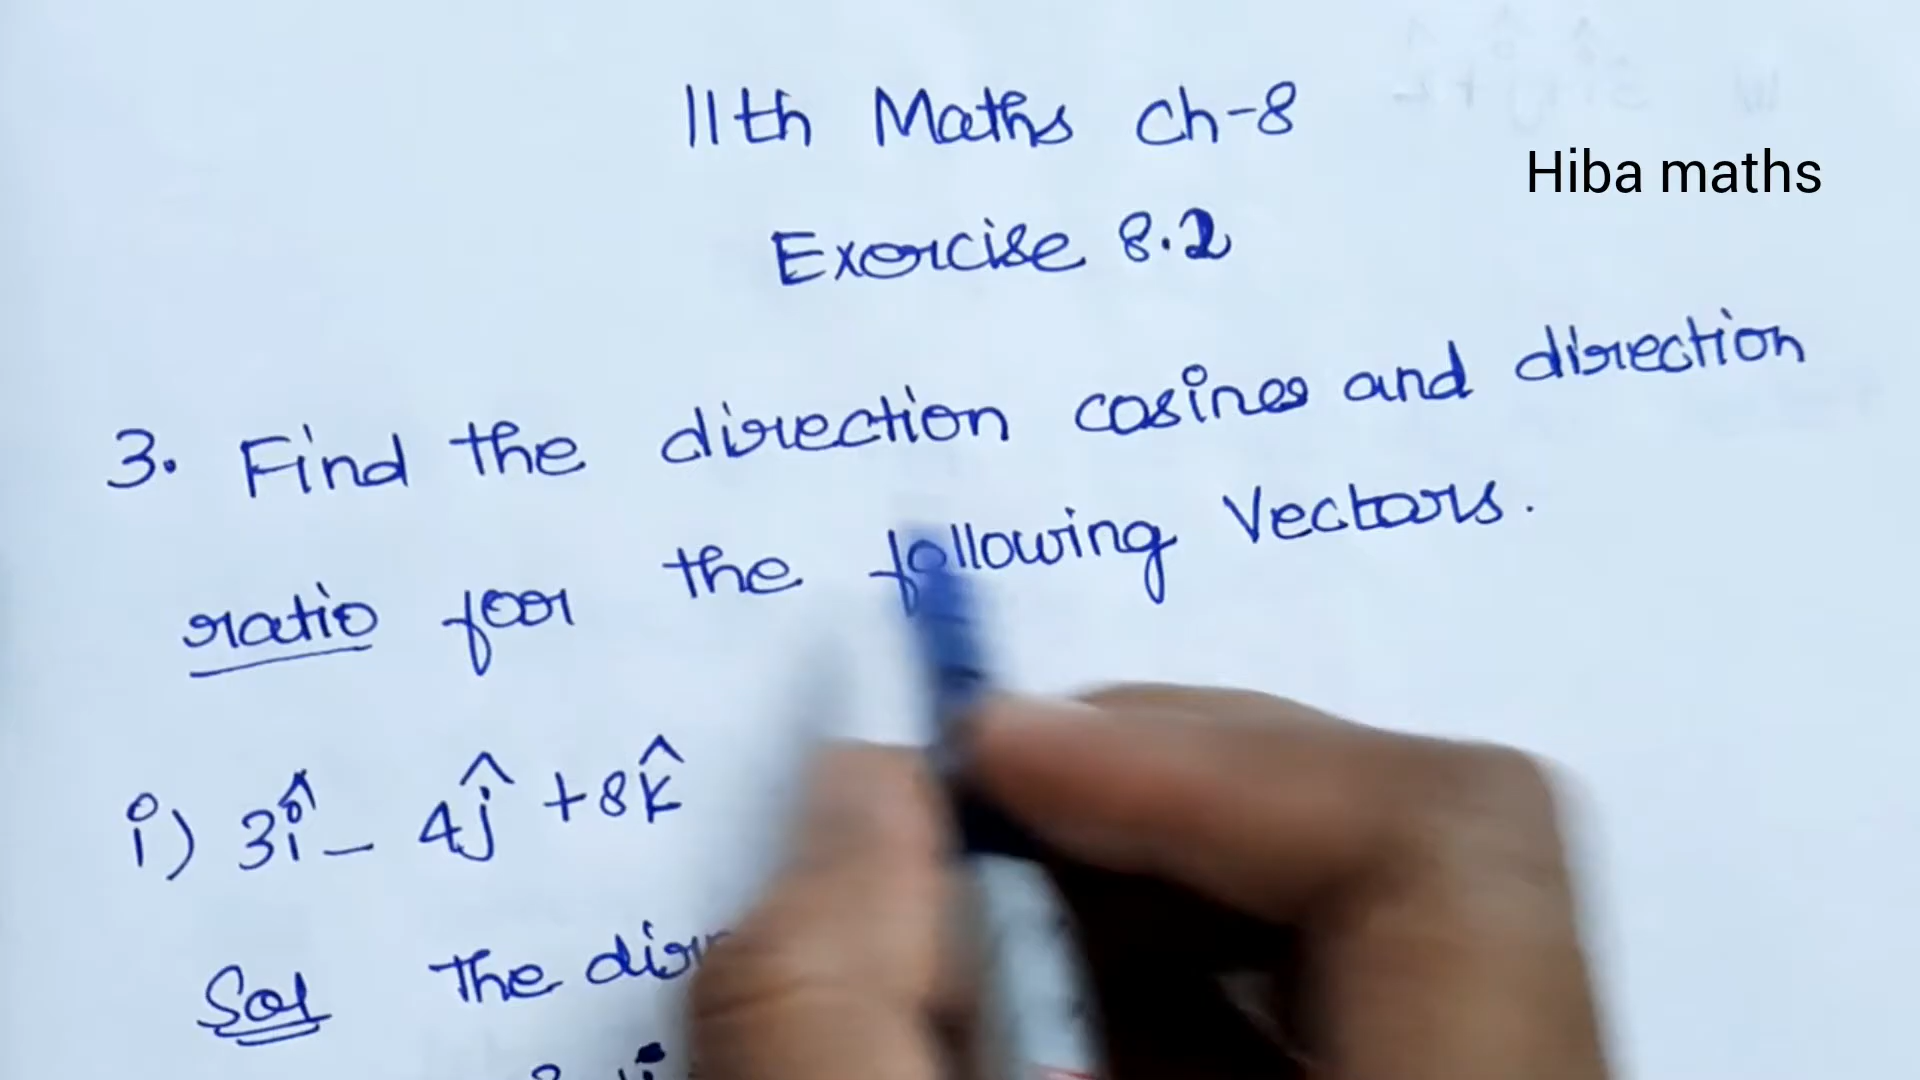 11th Maths Ch-8
Hiba maths
Exercise 8.2
3. Find the direction cosines and direction
ratio for the following Vectors.
i) 3î - 4ĵ + 8k̂
Sol The